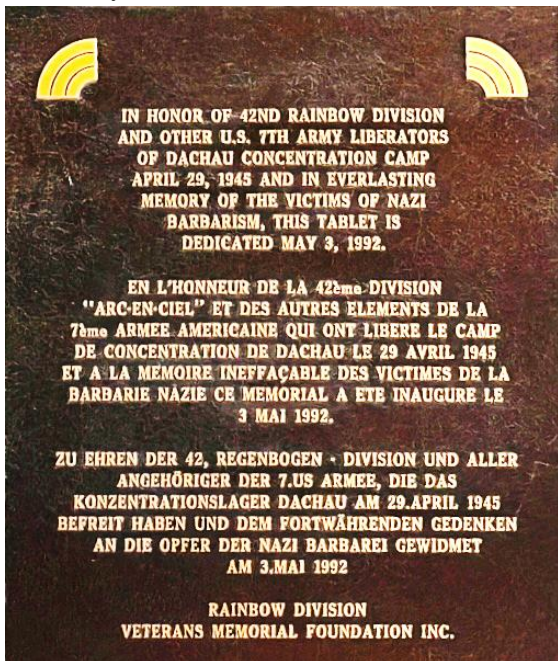 IN HONOR OF 42ND RAINBOW DIVISION
AND OTHER U.S. 7TH ARMY LIBERATORS
OF DACHAU CONCENTRATION CAMP
APRIL 29, 1945 AND IN EVERLASTING
MEMORY OF THE VICTIMS OF NAZI
BARBARISM, THIS TABLET IS
DEDICATED MAY 3, 1992.
EN L'HONNEUR DE LA 42ème DIVISION
"ARC-EN-CIEL" ET DES AUTRES ELEMENTS DE LA
7ème ARMEE AMERICAINE QUI ONT LIBERE LE CAMP
DE CONCENTRATION DE DACHAU LE 29 AVRIL 1945
ET A LA MEMOIRE INEFFAÇABLE DES VICTIMES DE LA
BARBARIE NAZIE CE MEMORIAL A ETE INAUGURE LE
3 MAI 1992.
ZU EHREN DER 42, REGENBOGEN - DIVISION UND ALLER
ANGEHÖRIGER DER 7.US ARMEE, DIE DAS
KONZENTRATIONSLAGER DACHAU AM 29.APRIL 1945
BEFREIT HABEN UND DEM FORTWÄHRENDEN GEDENKEN
AN DIE OPFER DER NAZI BARBAREI GEWIDMET
AM 3.MAI 1992
RAINBOW DIVISION
VETERANS MEMORIAL FOUNDATION INC.